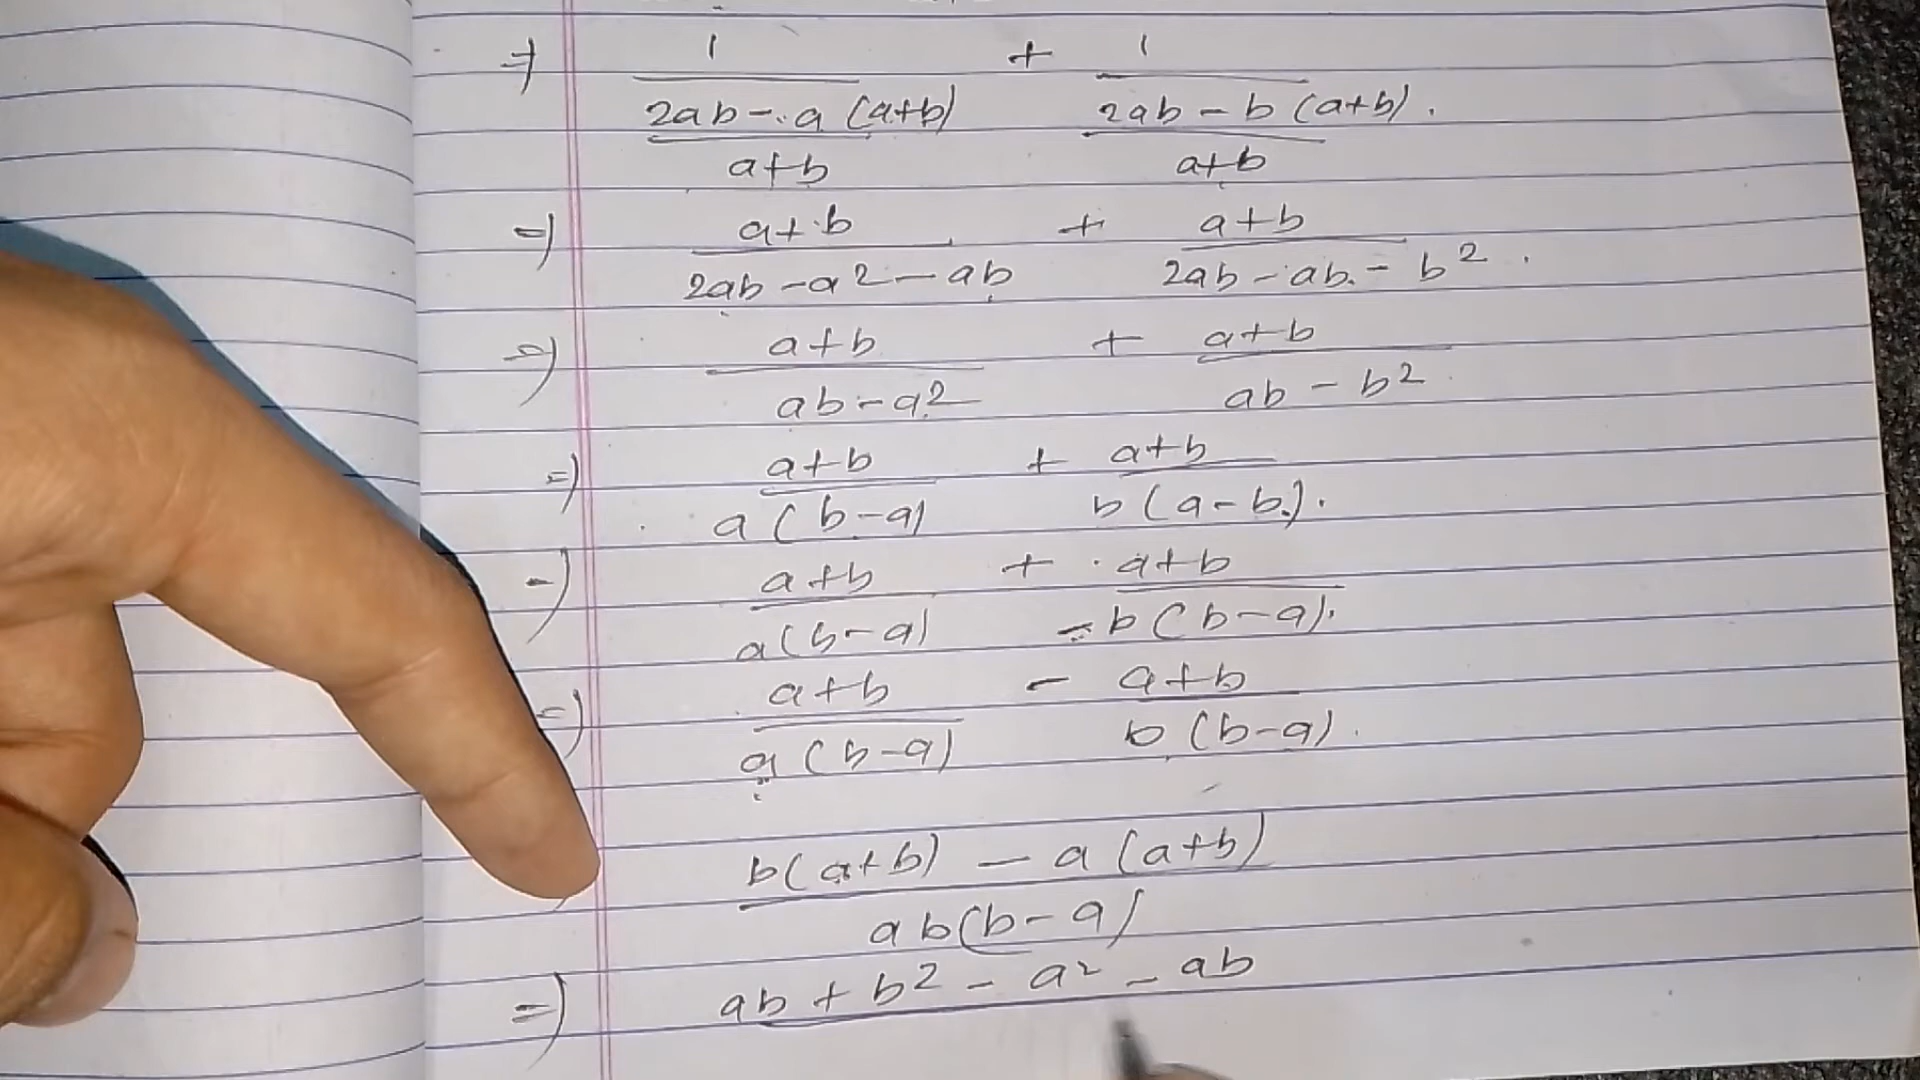 ⇒ 1 + 1
2ab - a (a+b) 2ab - b (a+b).
a+b a+b
⇒ a+b + a+b
2ab - a2 - ab 2ab - ab - b2.
⇒ a+b + a+b
ab - a2 ab - b2
⇒ a+b + a+b
a (b-a) b (a-b).
⇒ a+b + a+b
a(b-a) -b(b-a).
⇒ a+b - a+b
a (b-a) b (b-a).
b(a+b) - a (a+b)
ab(b-a)
⇒ ab + b2 - a2 - ab